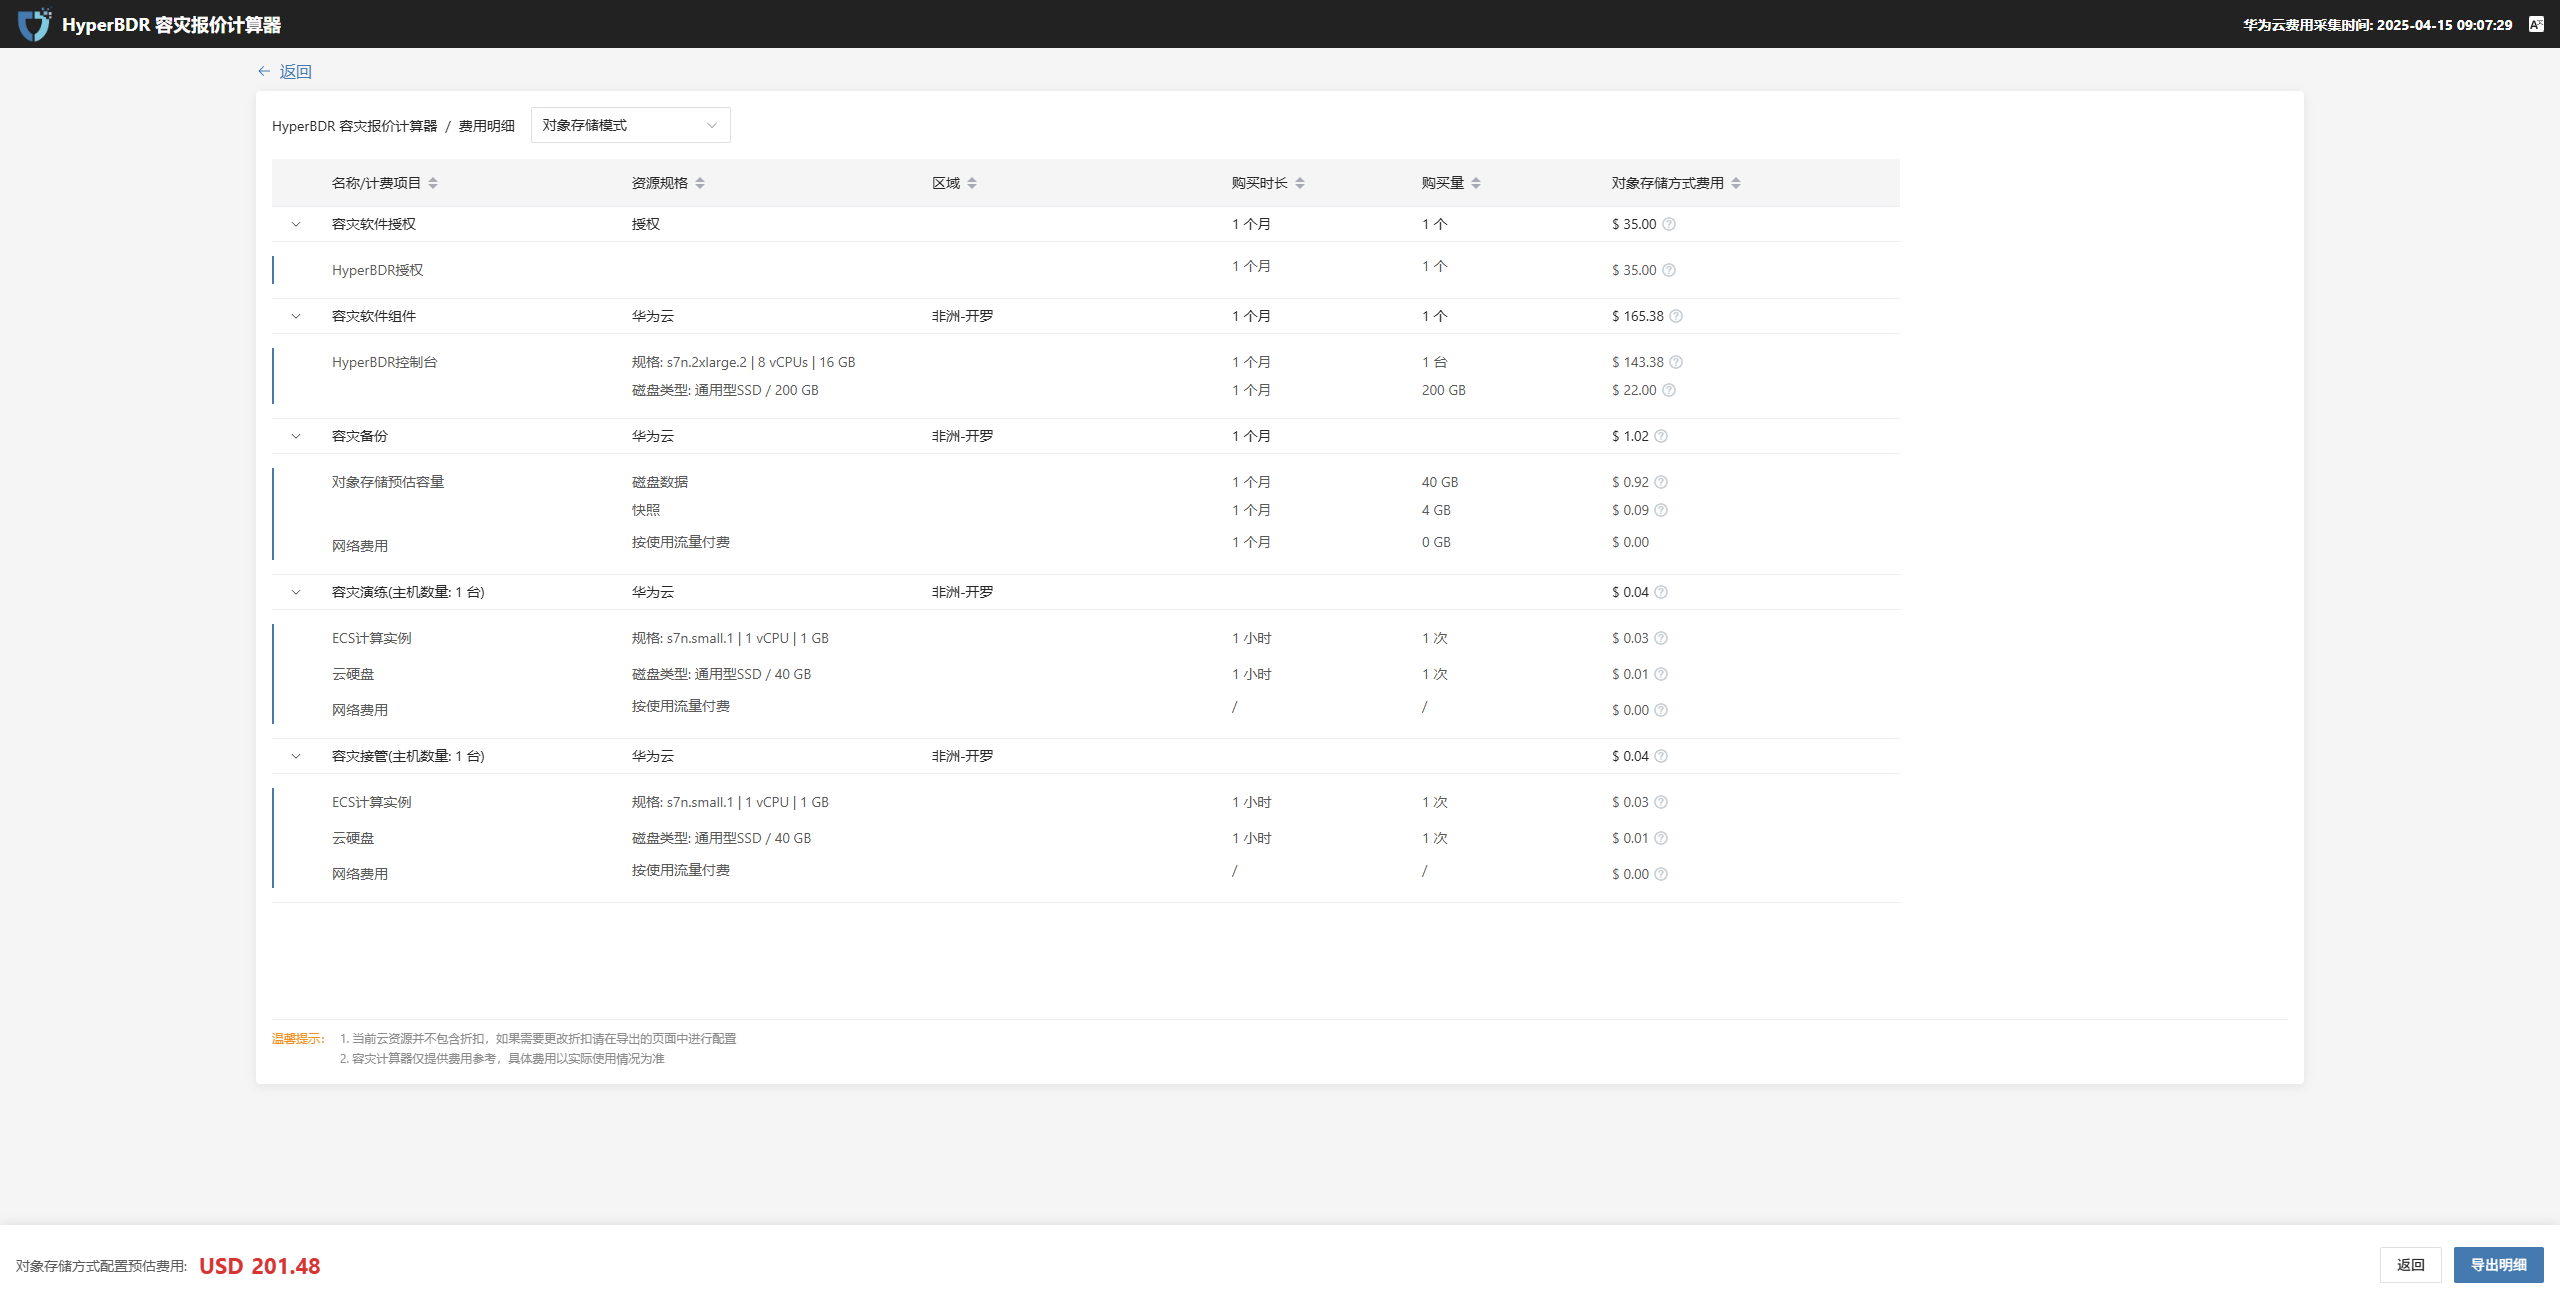 HyperBDR 容灾报价计算器 华为云费用采集时间: 2025-04-15 09:07:29
← 返回
HyperBDR 容灾报价计算器 / 费用明细 对象存储模式
名称/计费项目 资源规格 区域 购买时长 购买量 对象存储方式费用
容灾软件授权 授权 1 个月 1 个 $ 35.00
HyperBDR授权 1 个月 1 个 $ 35.00
容灾软件组件 华为云 非洲-开罗 1 个月 1 个 $ 165.38
HyperBDR控制台 规格: s7n.2xlarge.2 | 8 vCPUs | 16 GB 1 个月 1 台 $ 143.38
磁盘类型: 通用型SSD / 200 GB 1 个月 200 GB $ 22.00
容灾备份 华为云 非洲-开罗 1 个月 $ 1.02
对象存储预估容量 磁盘数据 1 个月 40 GB $ 0.92
快照 1 个月 4 GB $ 0.09
网络费用 按使用流量付费 1 个月 0 GB $ 0.00
容灾演练(主机数量: 1 台) 华为云 非洲-开罗 $ 0.04
ECS计算实例 规格: s7n.small.1 | 1 vCPU | 1 GB 1 小时 1 次 $ 0.03
云硬盘 磁盘类型: 通用型SSD / 40 GB 1 小时 1 次 $ 0.01
网络费用 按使用流量付费 / / $ 0.00
容灾接管(主机数量: 1 台) 华为云 非洲-开罗 $ 0.04
ECS计算实例 规格: s7n.small.1 | 1 vCPU | 1 GB 1 小时 1 次 $ 0.03
云硬盘 磁盘类型: 通用型SSD / 40 GB 1 小时 1 次 $ 0.01
网络费用 按使用流量付费 / / $ 0.00
温馨提示: 1. 当前云资源并不包含折扣，如果需要更改折扣请在导出的页面中进行配置
2. 容灾计算器仅提供费用参考，具体费用以实际使用情况为准
对象存储方式配置预估费用: USD 201.48 返回 导出明细